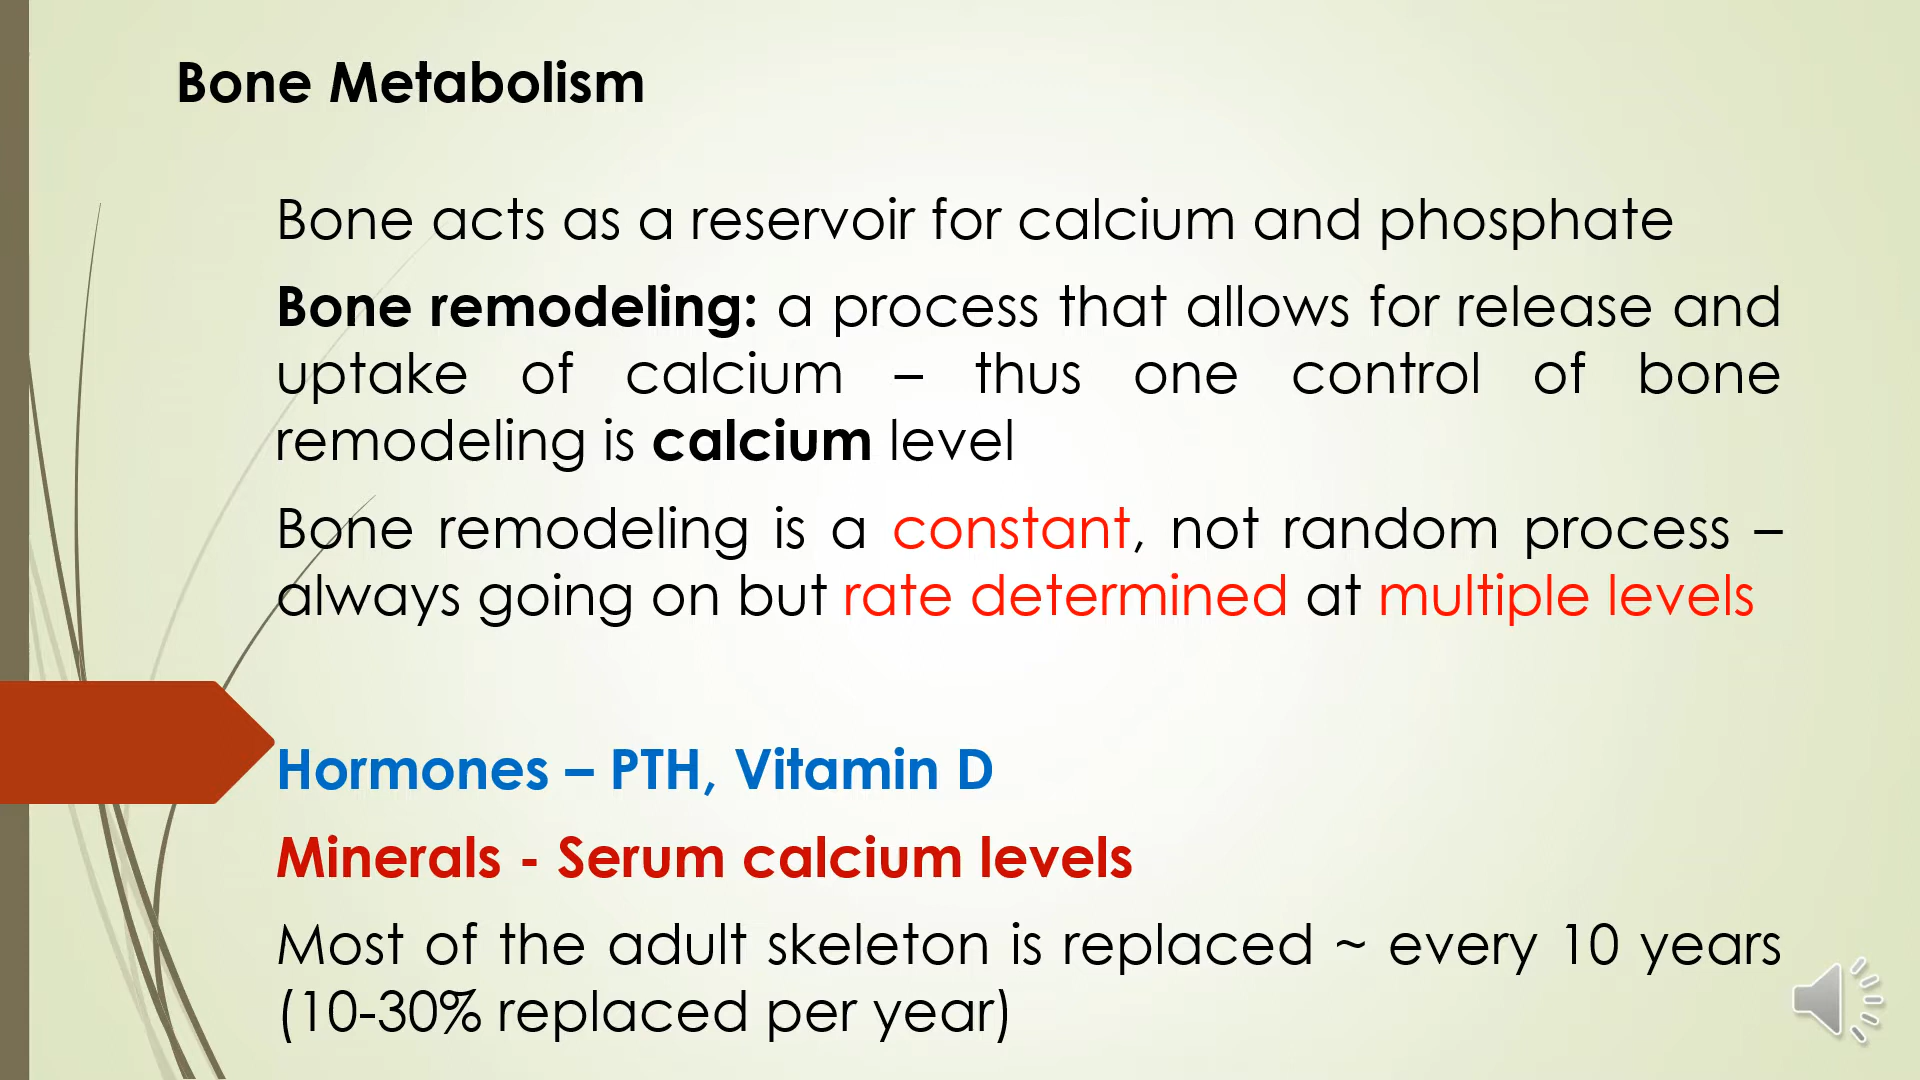 Bone Metabolism
Bone acts as a reservoir for calcium and phosphate
Bone remodeling: a process that allows for release and
uptake of calcium – thus one control of bone
remodeling is calcium level
Bone remodeling is a constant, not random process –
always going on but rate determined at multiple levels
Hormones – PTH, Vitamin D
Minerals - Serum calcium levels
Most of the adult skeleton is replaced ~ every 10 years
(10-30% replaced per year)